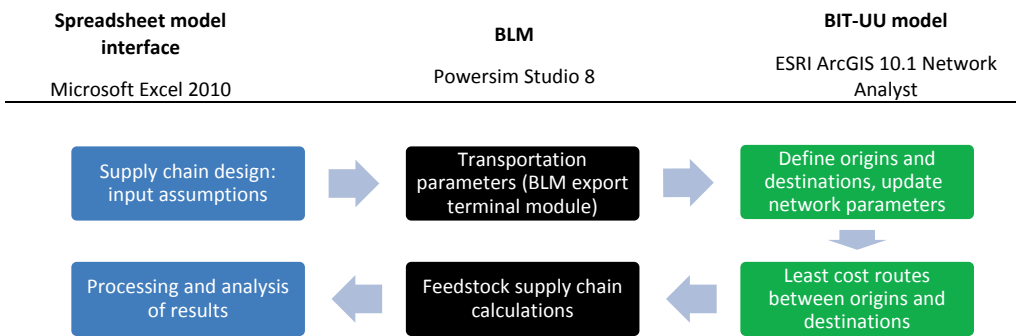 Spreadsheet model
interface
Microsoft Excel 2010
BLM
Powersim Studio 8
BIT-UU model
ESRI ArcGIS 10.1 Network
Analyst
Supply chain design:
input assumptions
Transportation
parameters (BLM export
terminal module)
Define origins and
destinations, update
network parameters
Processing and analysis
of results
Feedstock supply chain
calculations
Least cost routes
between origins and
destinations